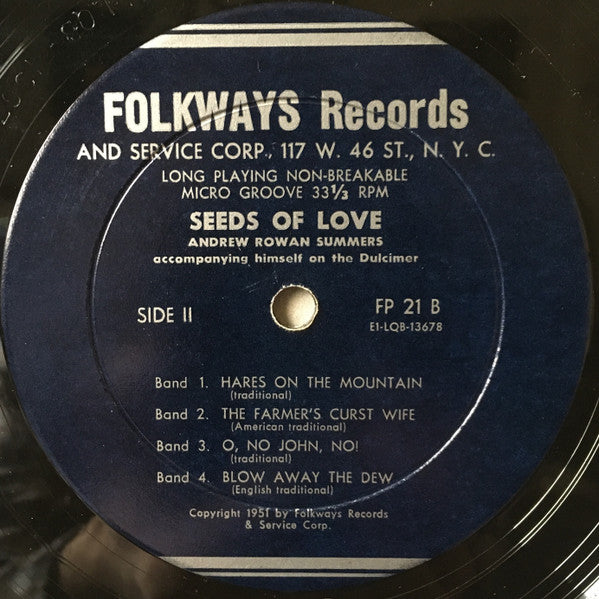 FOLKWAYS Records
AND SERVICE CORP., 117 W. 46 ST., N. Y. C.
LONG PLAYING NON-BREAKABLE
MICRO GROOVE 33⅓ RPM
SEEDS OF LOVE
ANDREW ROWAN SUMMERS
accompanying himself on the Dulcimer
SIDE II
FP 21 B
E1-LQB-13678
Band 1. HARES ON THE MOUNTAIN
(traditional)
Band 2. THE FARMER'S CURST WIFE
(American traditional)
Band 3. O, NO JOHN, NO!
(traditional)
Band 4. BLOW AWAY THE DEW
(English traditional)
Copyright 1951 by Folkways Records
& Service Corp.